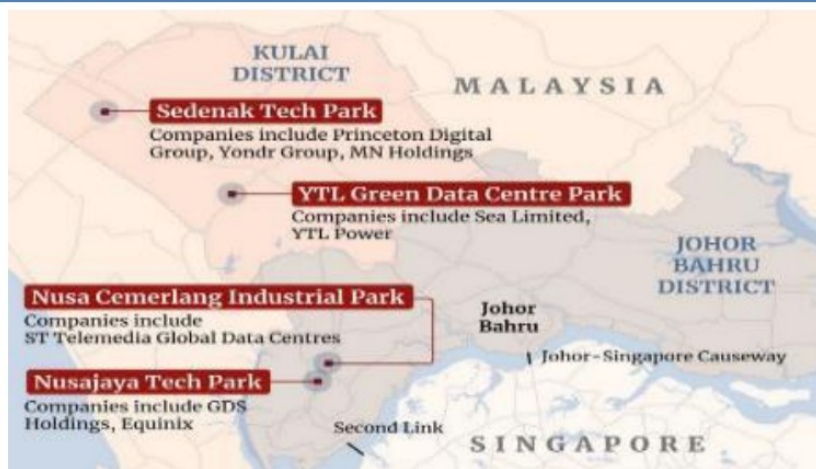 KULAI
DISTRICT
MALAYSIA
Sedenak Tech Park
Companies include Princeton Digital
Group, Yondr Group, MN Holdings
YTL Green Data Centre Park
Companies include Sea Limited,
YTL Power
JOHOR
BAHRU
DISTRICT
Nusa Cemerlang Industrial Park
Companies include
ST Telemedia Global Data Centres
Johor
Bahru
Johor-Singapore Causeway
Nusajaya Tech Park
Companies include GDS
Holdings, Equinix
Second Link
SINGAPORE